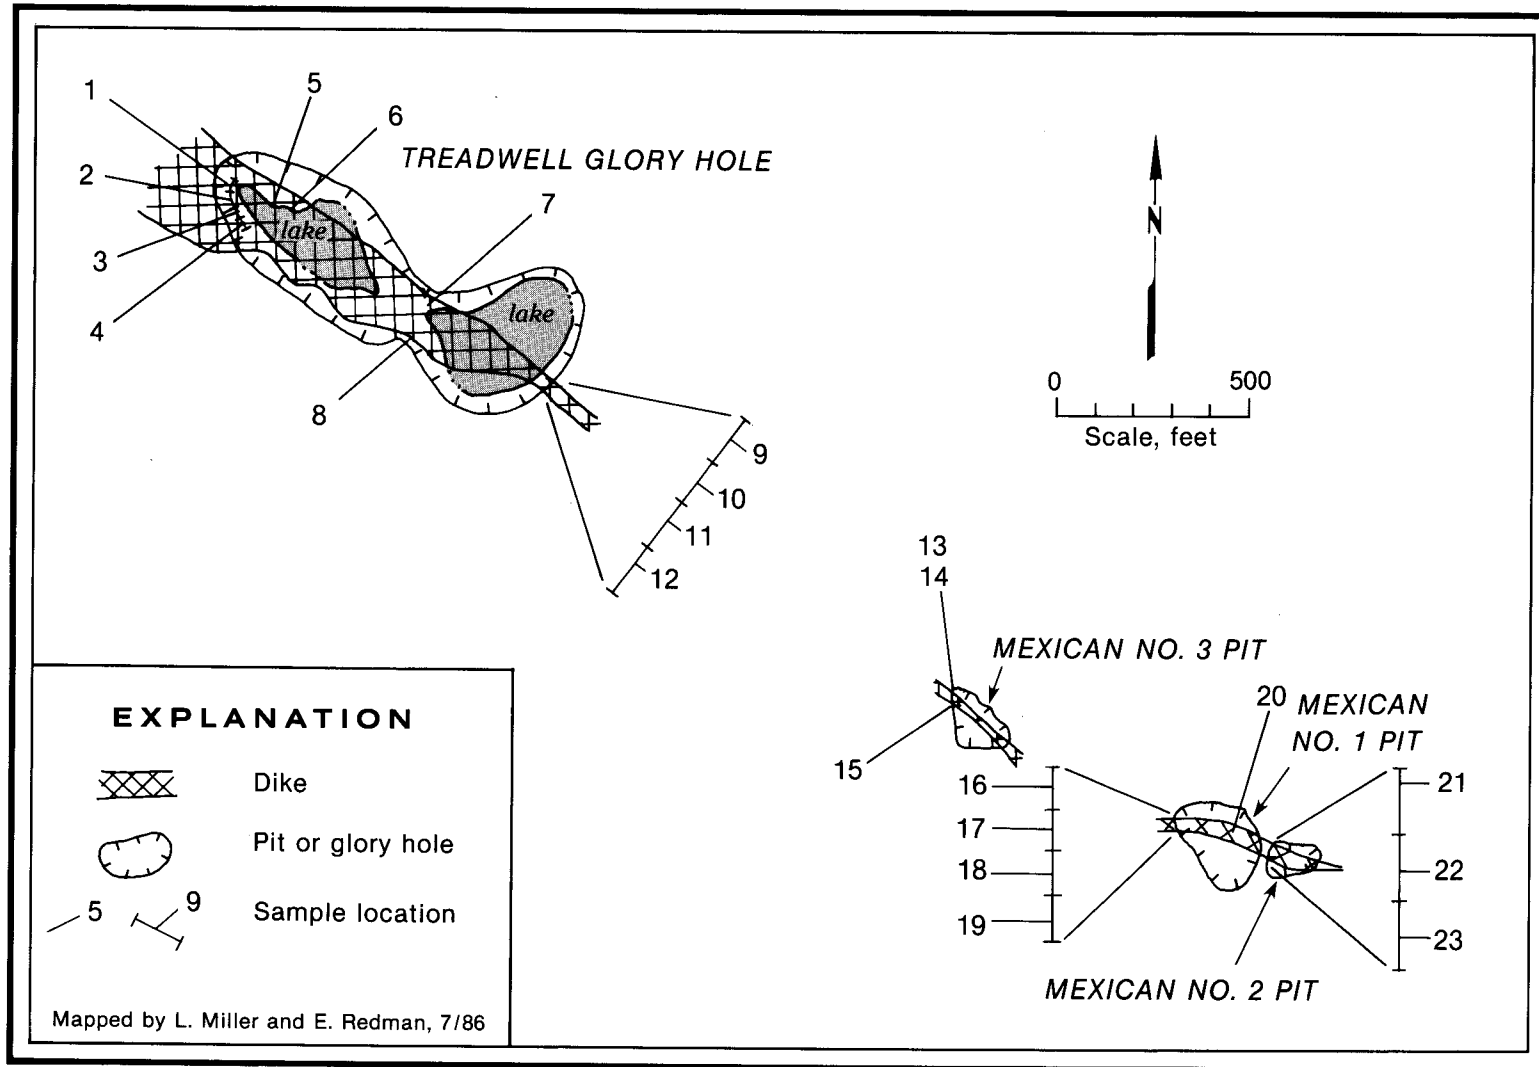 1
5
6
TREADWELL GLORY HOLE
2
7
lake
3
N
4
lake
0 500
Scale, feet
8
9
10
11
12
13
14
MEXICAN NO. 3 PIT
20
MEXICAN
NO. 1 PIT
15
16
21
17
18
22
19
23
MEXICAN NO. 2 PIT
EXPLANATION
Dike
Pit or glory hole
5 9 Sample location
Mapped by L. Miller and E. Redman, 7/86